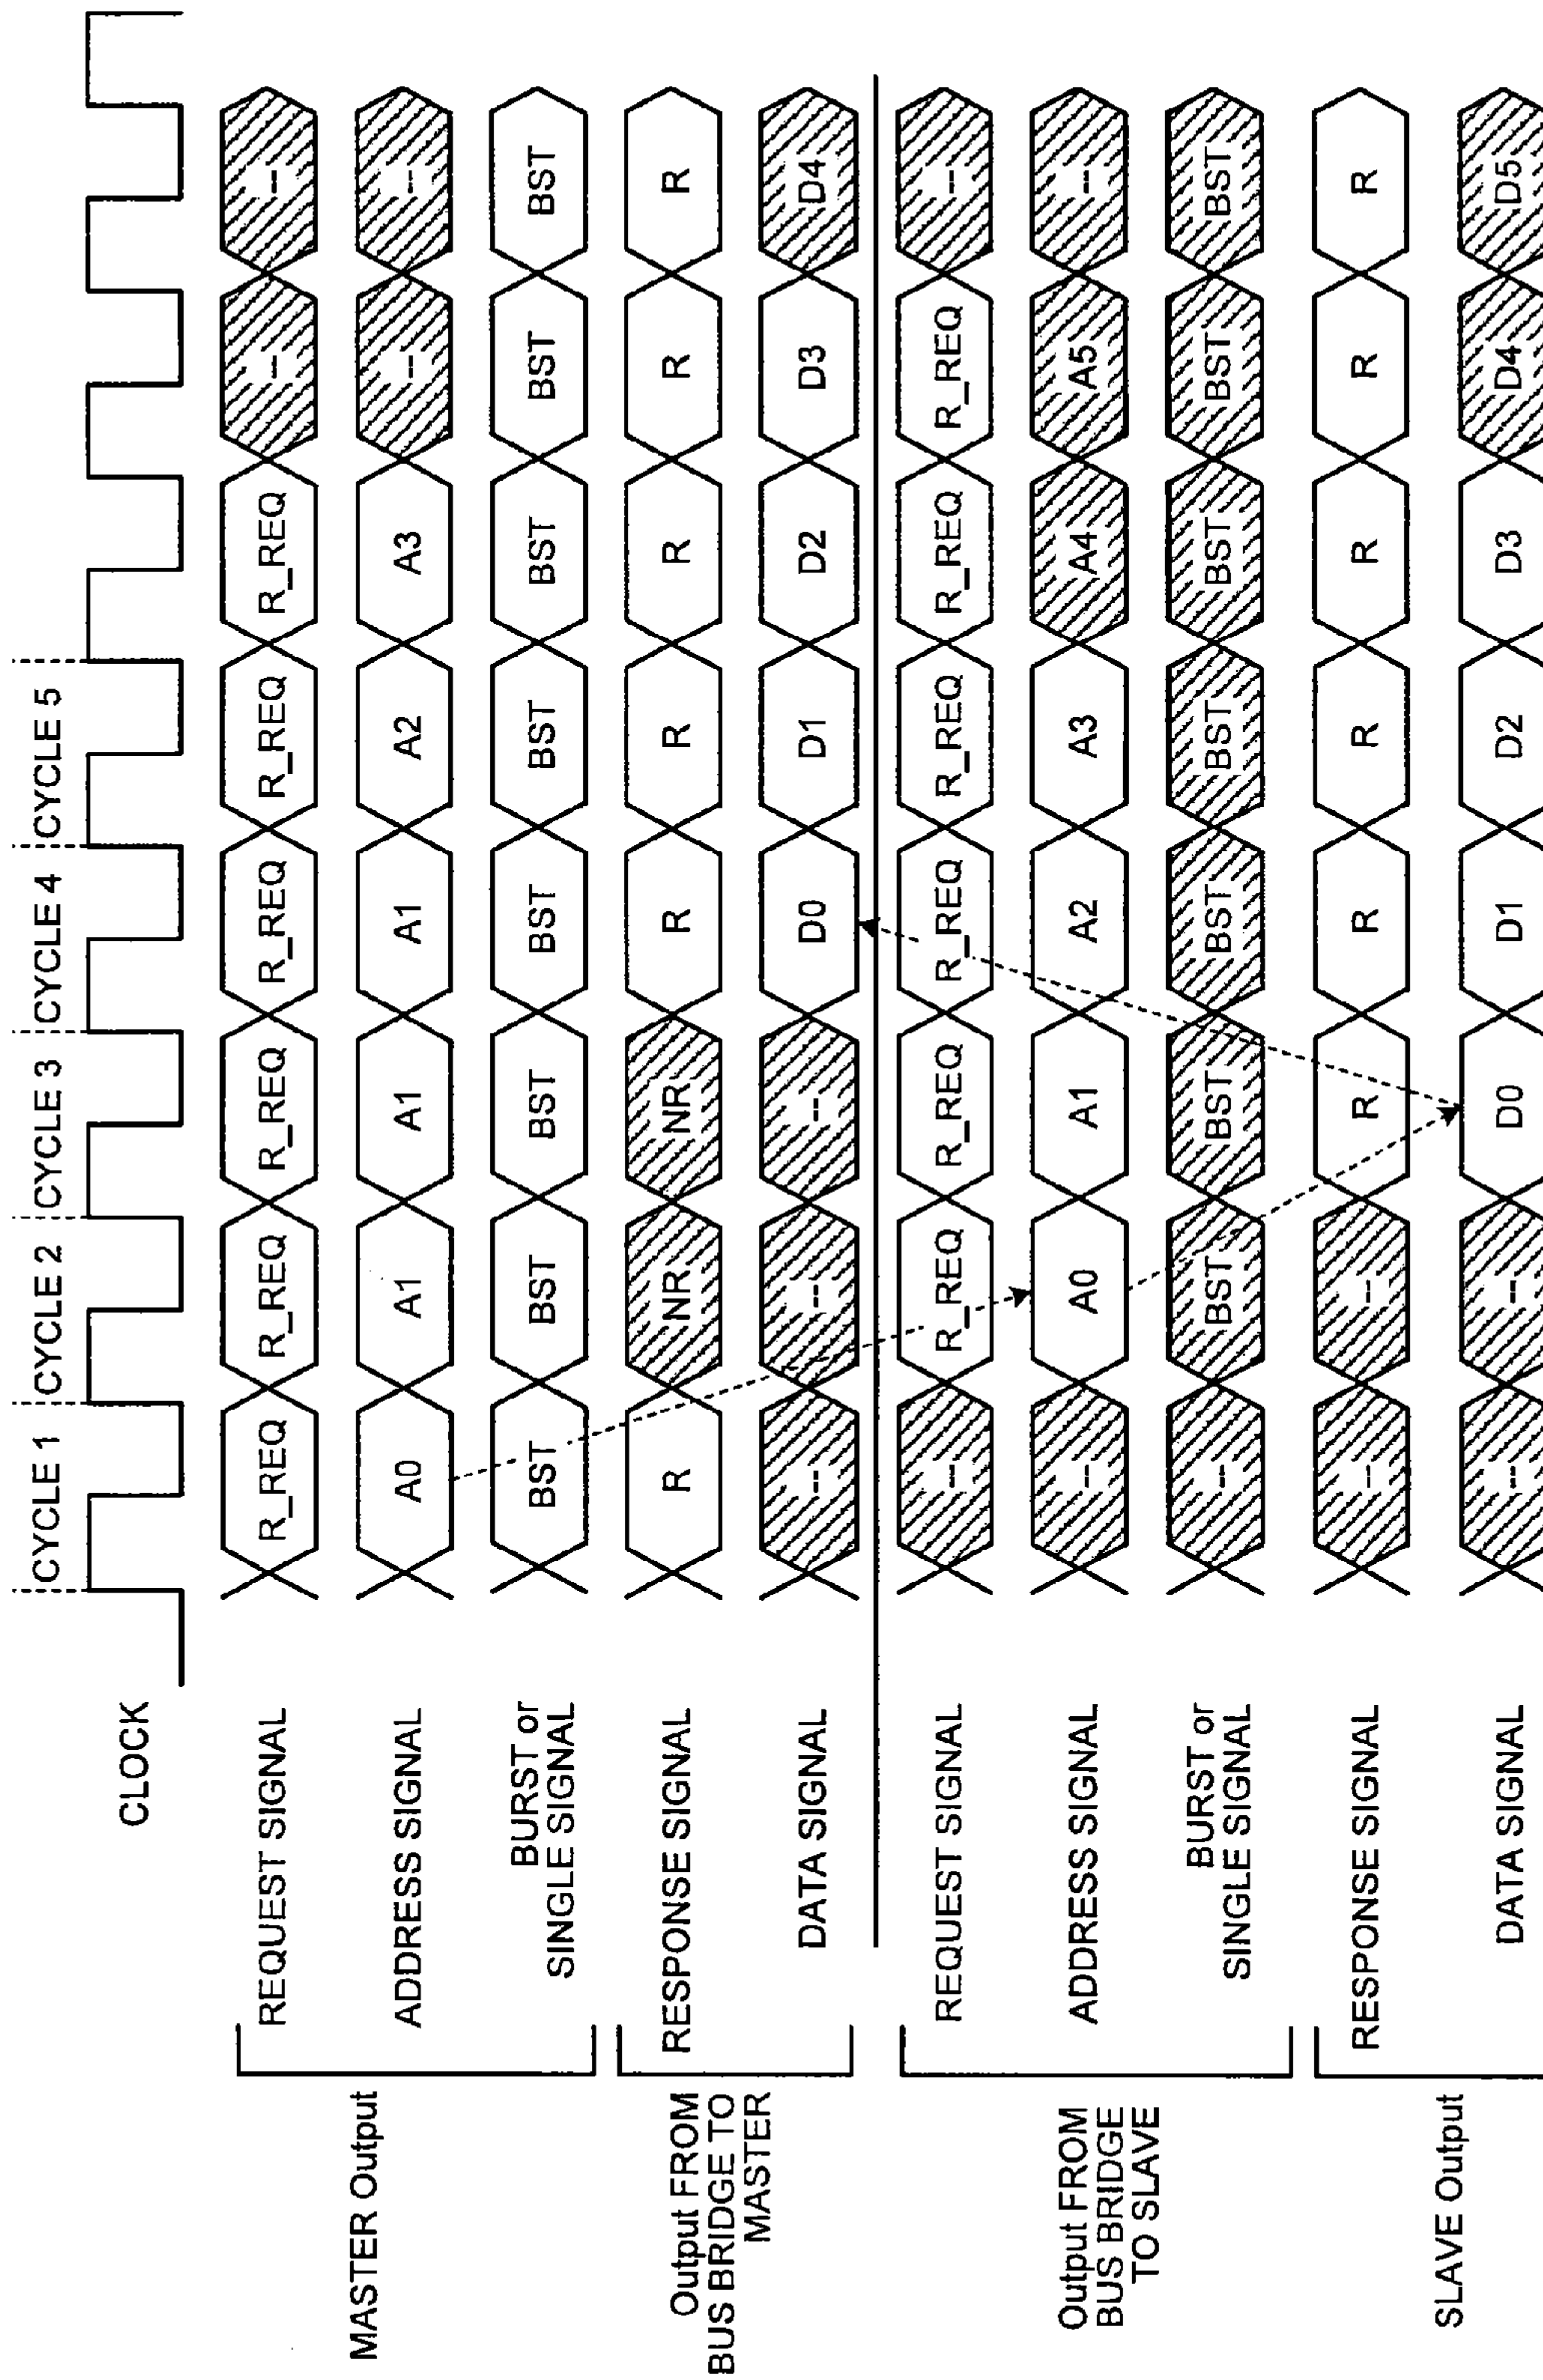 CYCLE 1 CYCLE 2 CYCLE 3 CYCLE 4 CYCLE 5
CLOCK
MASTER Output
REQUEST SIGNAL R_REQ R_REQ R_REQ R_REQ R_REQ R_REQ -- --
ADDRESS SIGNAL A0 A1 A1 A1 A2 A3 -- --
BURST or
SINGLE SIGNAL BST BST BST BST BST BST BST BST
Output FROM
BUS BRIDGE TO
MASTER
RESPONSE SIGNAL R NR NR R R R R R
DATA SIGNAL --- --- --- D0 D1 D2 D3 D4
Output FROM
BUS BRIDGE
TO SLAVE
REQUEST SIGNAL -- R_REQ R_REQ R_REQ R_REQ R_REQ R_REQ --
ADDRESS SIGNAL -- A0 A1 A2 A3 A4 A5 --
BURST or
SINGLE SIGNAL -- BST BST BST BST BST BST BST
SLAVE Output
RESPONSE SIGNAL --- --- R R R R R R
DATA SIGNAL --- --- D0 D1 D2 D3 D4 D5